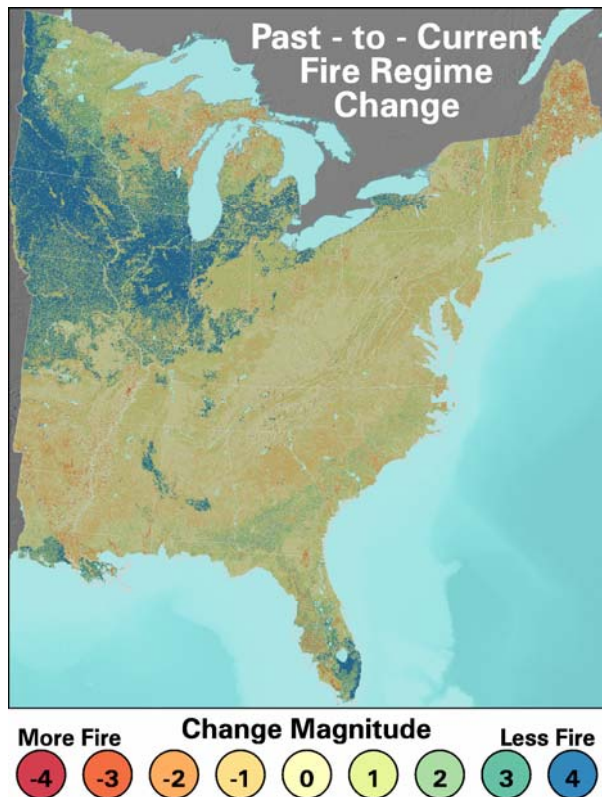 Past - to - Current
Fire Regime
Change
More Fire
Change Magnitude
Less Fire
-4 -3 -2 -1 0 1 2 3 4